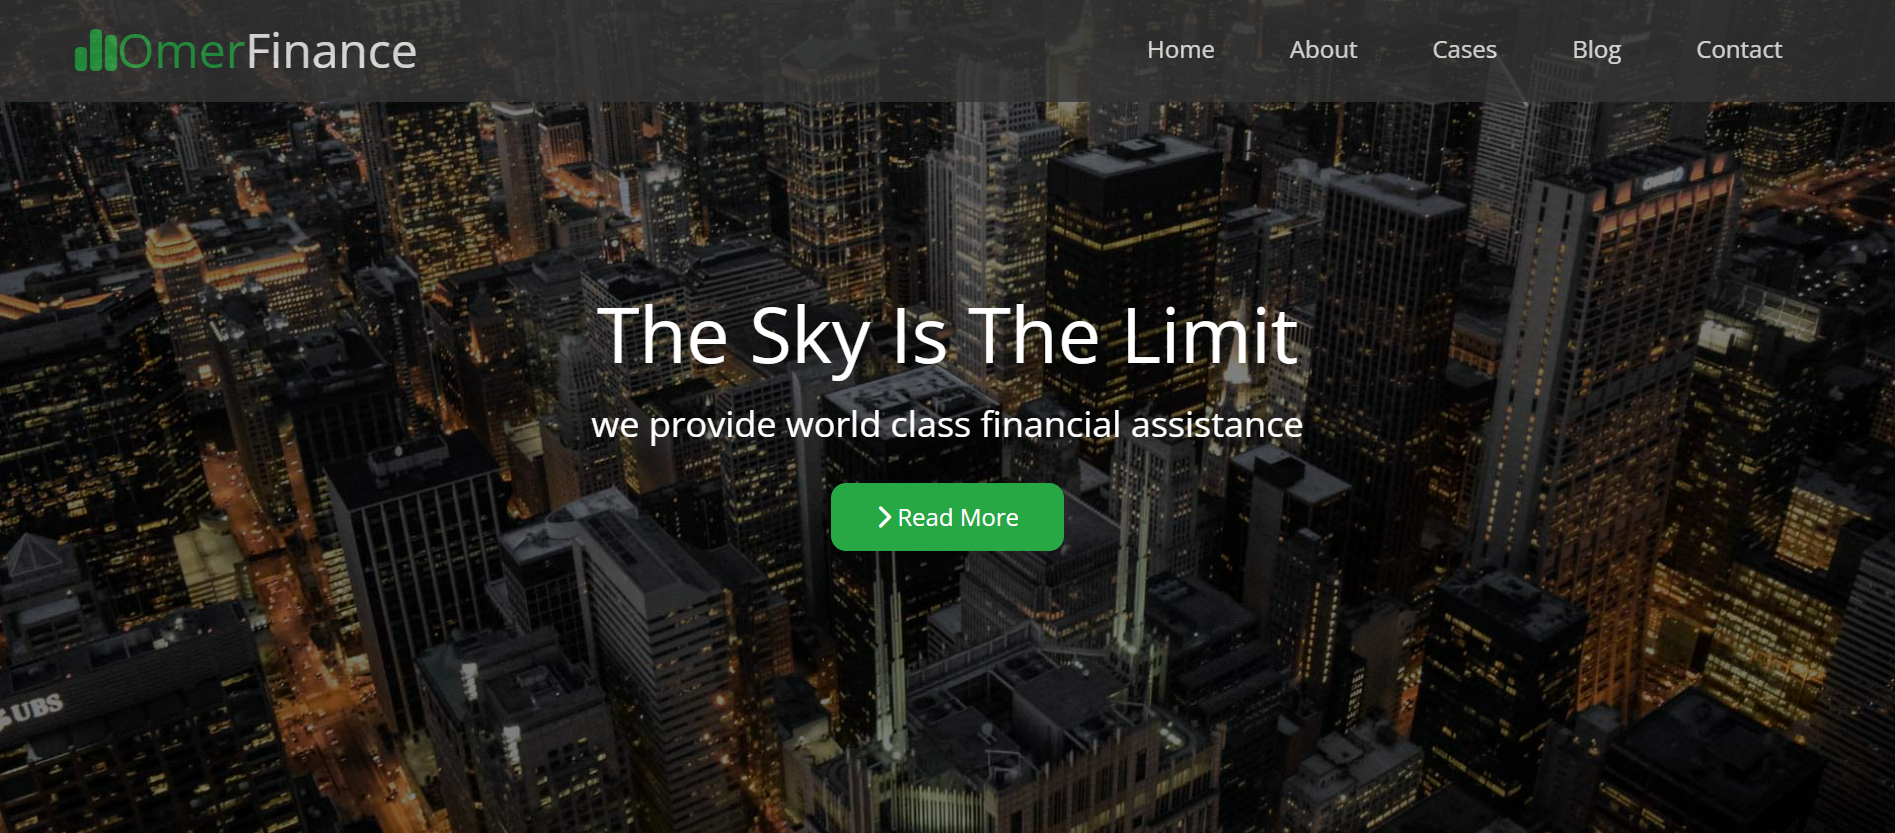 OmerFinance
Home About Cases Blog Contact
The Sky Is The Limit
we provide world class financial assistance
Read More
UBS